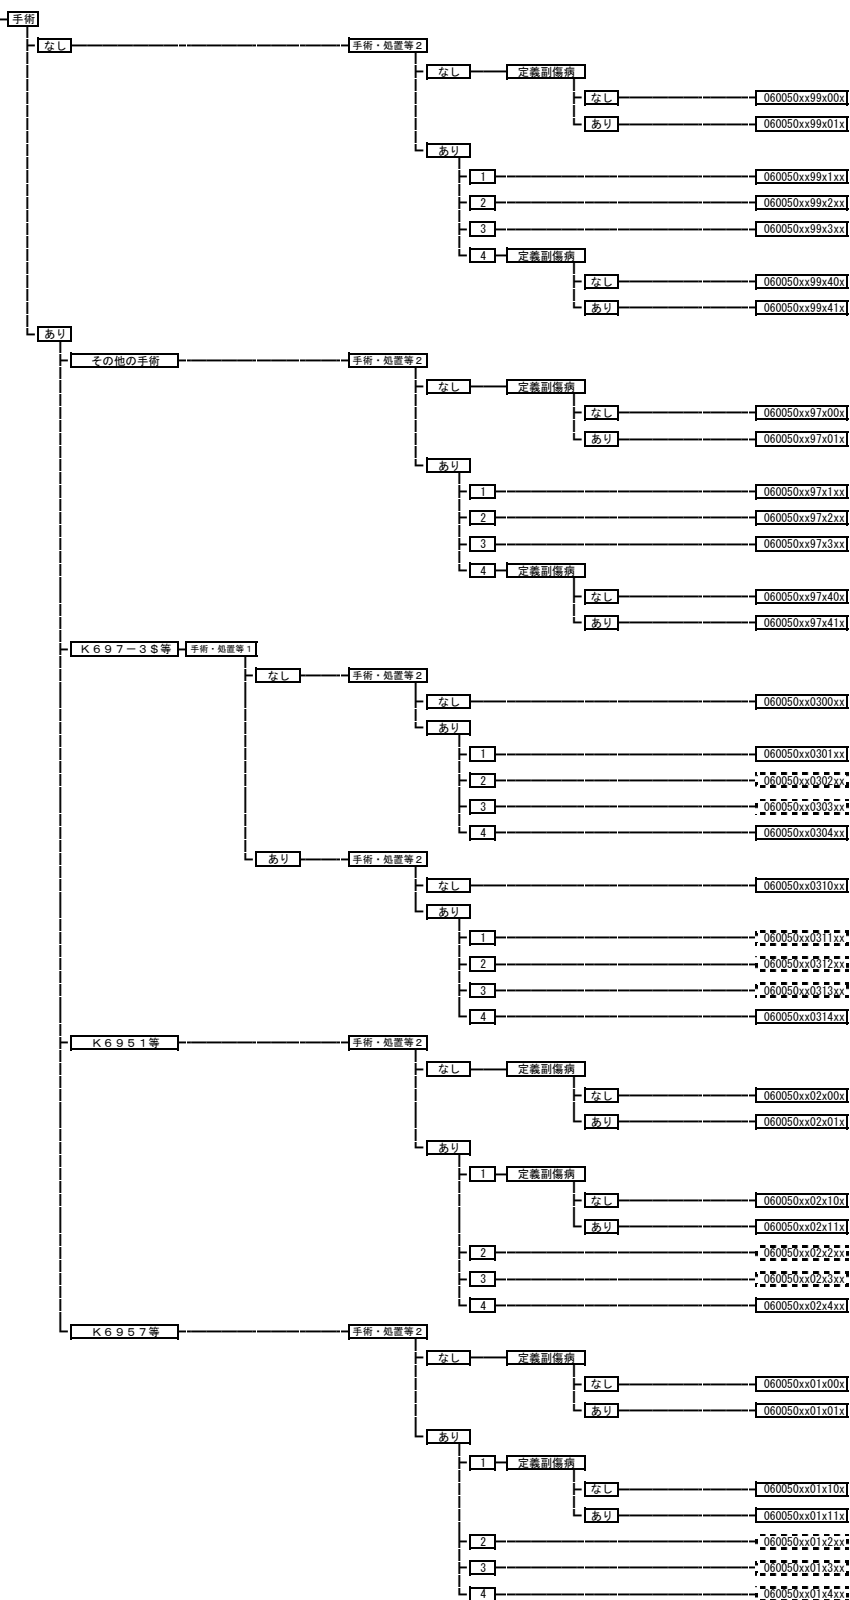 手術
なし 手術・処置等2
なし 定義副傷病
なし 060050xx99x00x
あり 060050xx99x01x
あり
1 060050xx99x1xx
2 060050xx99x2xx
3 060050xx99x3xx
4 定義副傷病
なし 060050xx99x40x
あり 060050xx99x41x
あり
その他の手術 手術・処置等2
なし 定義副傷病
なし 060050xx97x00x
あり 060050xx97x01x
あり
1 060050xx97x1xx
2 060050xx97x2xx
3 060050xx97x3xx
4 定義副傷病
なし 060050xx97x40x
あり 060050xx97x41x
K697-3$等 手術・処置等1
なし 手術・処置等2
なし 060050xx0300xx
あり
1 060050xx0301xx
2 060050xx0302xx
3 060050xx0303xx
4 060050xx0304xx
あり 手術・処置等2
なし 060050xx0310xx
あり
1 060050xx0311xx
2 060050xx0312xx
3 060050xx0313xx
4 060050xx0314xx
K6951等 手術・処置等2
なし 定義副傷病
なし 060050xx02x00x
あり 060050xx02x01x
あり
1 定義副傷病
なし 060050xx02x10x
あり 060050xx02x11x
2 060050xx02x2xx
3 060050xx02x3xx
4 060050xx02x4xx
K6957等 手術・処置等2
なし 定義副傷病
なし 060050xx01x00x
あり 060050xx01x01x
あり
1 定義副傷病
なし 060050xx01x10x
あり 060050xx01x11x
2 060050xx01x2xx
3 060050xx01x3xx
4 060050xx01x4xx